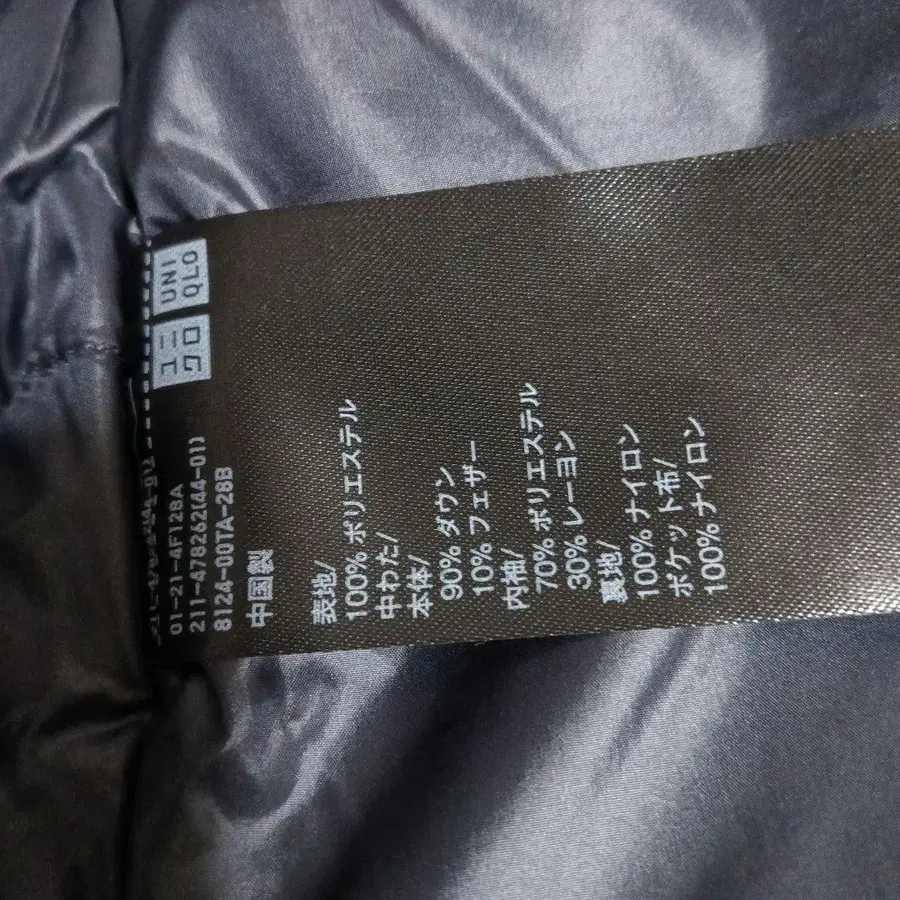 UNI
QLO
ユニ
クロ
01-21-4F128A
211-478262(44-01)
8124-00TA-28B
中国製
表地/
100% ポリエステル
中わた/
本体/
90% ダウン
10% フェザー
内袖/
70% ポリエステル
30% レーヨン
裏地/
100% ナイロン
ポケット布/
100% ナイロン